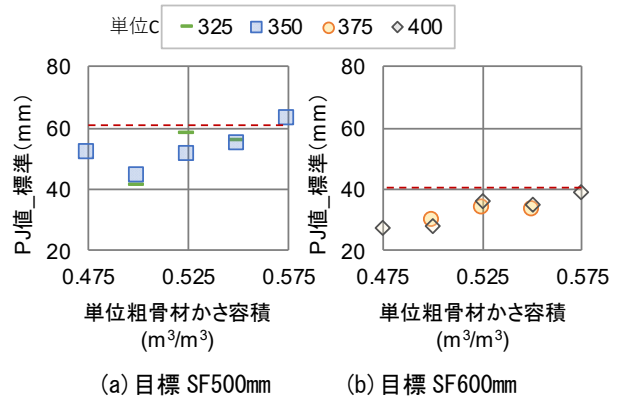 単位C 325 350 375 400
80 80
60 60
40 40
20 20
PJ値_標準(mm) PJ値_標準(mm)
0.475 0.525 0.575 0.475 0.525 0.575
単位粗骨材かさ容積 単位粗骨材かさ容積
(m³/m³) (m³/m³)
(a) 目標 SF500mm (b) 目標 SF600mm